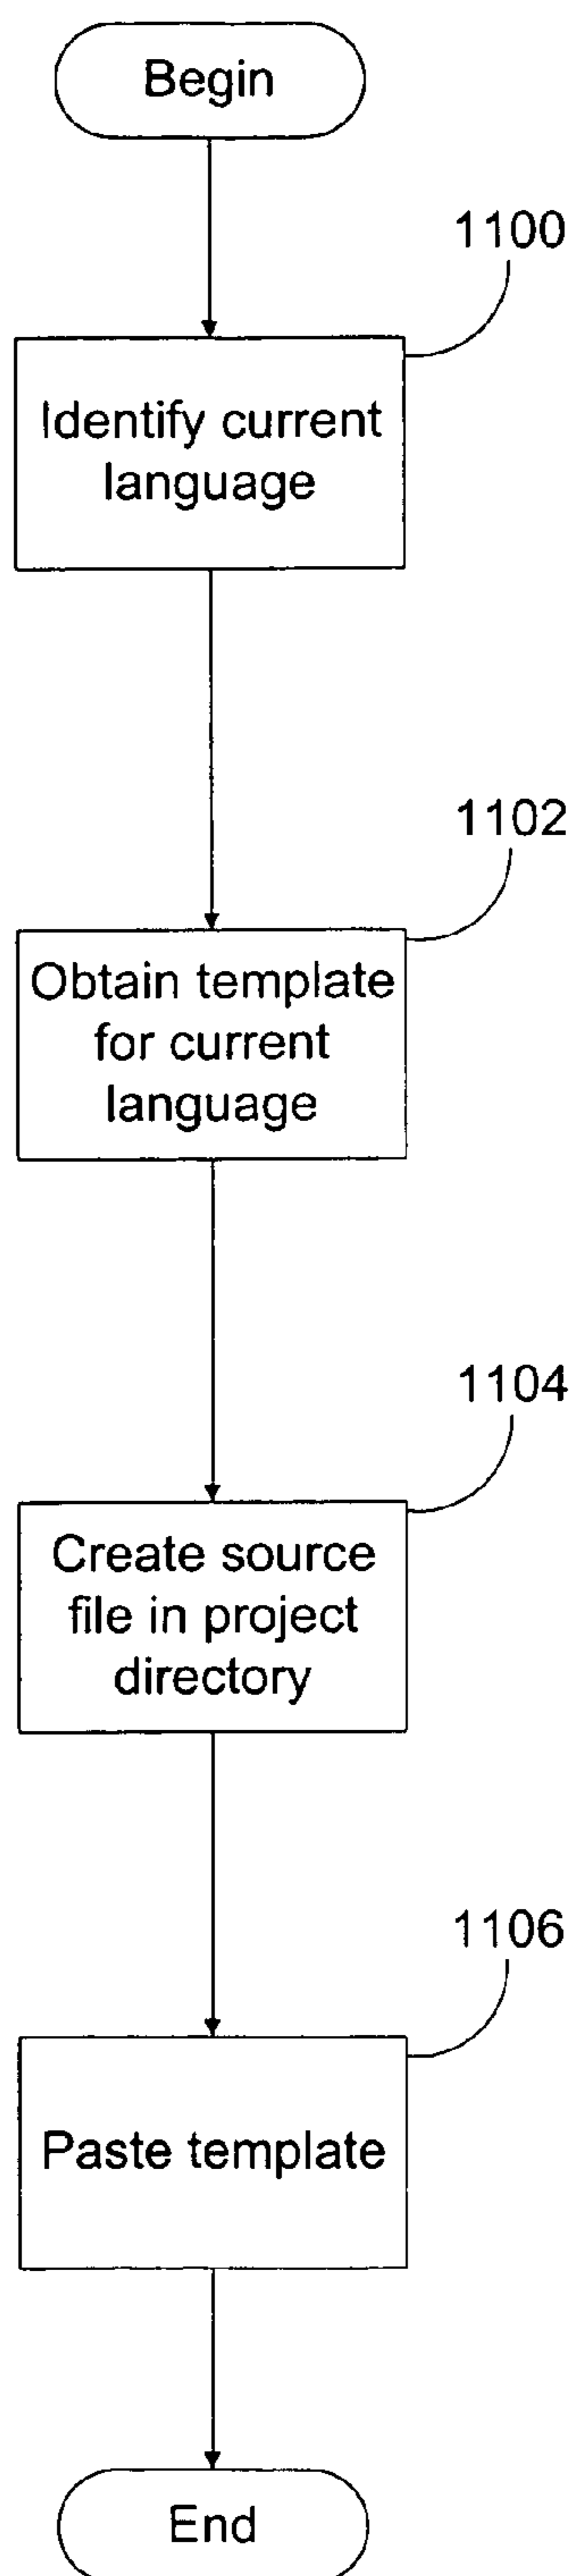 Begin
1100
Identify current
language
1102
Obtain template
for current
language
1104
Create source
file in project
directory
1106
Paste template
End